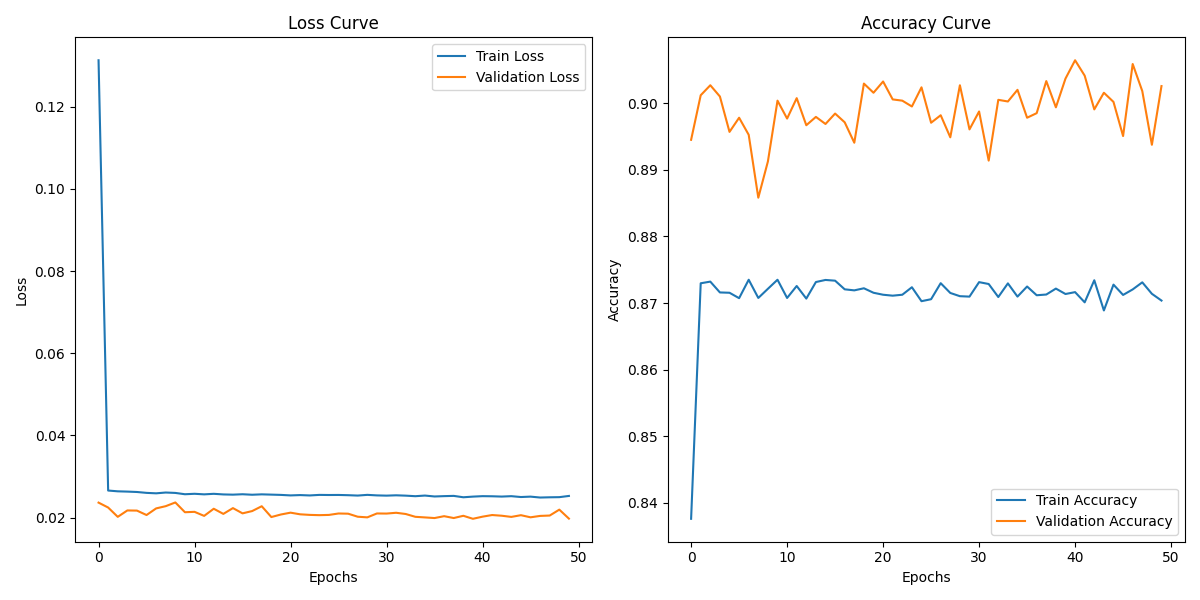 Loss Curve
Train Loss
Validation Loss
0.12
0.10
0.08
0.06
0.04
0.02
Loss
0 10 20 30 40 50
Epochs
Accuracy Curve
0.90
0.89
0.88
0.87
0.86
0.85
0.84
Accuracy
Train Accuracy
Validation Accuracy
0 10 20 30 40 50
Epochs